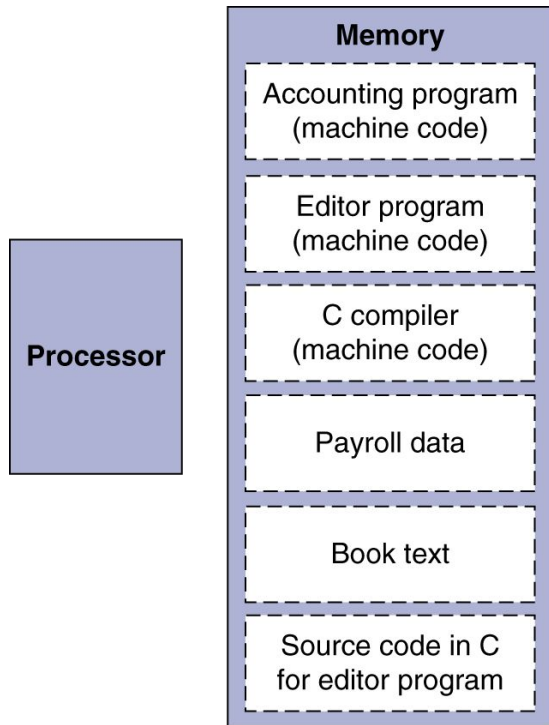 Memory
Accounting program
(machine code)
Editor program
(machine code)
C compiler
(machine code)
Processor
Payroll data
Book text
Source code in C
for editor program